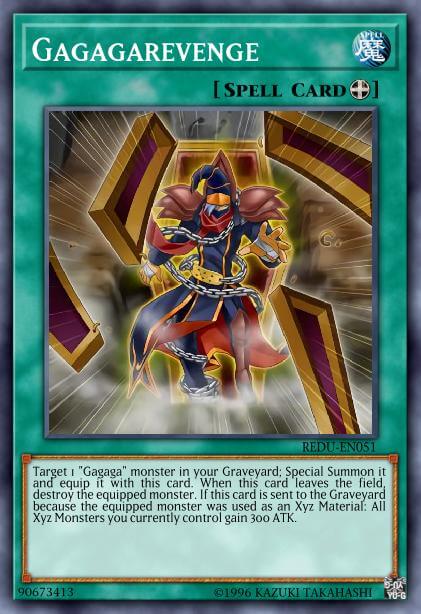 GAGAGAREVENGE
SPELL
魔
[SPELL CARD]
REDU-EN051
Target 1 "Gagaga" monster in your Graveyard; Special Summon it
and equip it with this card. When this card leaves the field,
destroy the equipped monster. If this card is sent to the Graveyard
because the equipped monster was used as an Xyz Material: All
Xyz Monsters you currently control gain 300 ATK.
90673413
©1996 KAZUKI TAKAHASHI